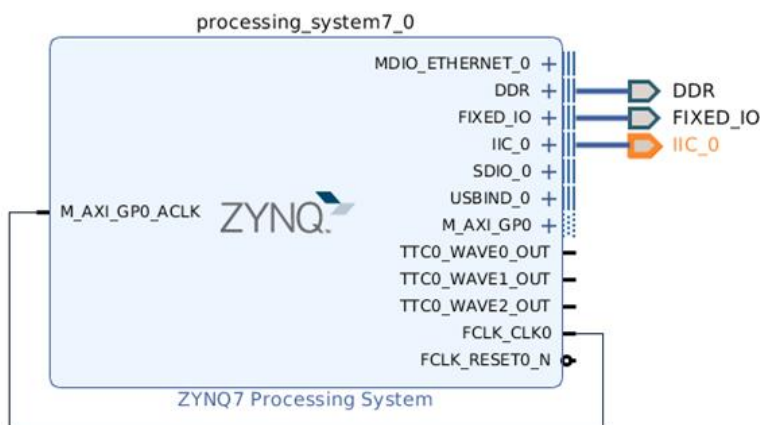 processing_system7_0
MDIO_ETHERNET_0
DDR
DDR
FIXED_IO
FIXED_IO
IIC_0
IIC_0
SDIO_0
USBIND_0
M_AXI_GP0_ACLK
ZYNQ.
M_AXI_GP0
TTC0_WAVE0_OUT
TTC0_WAVE1_OUT
TTC0_WAVE2_OUT
FCLK_CLK0
FCLK_RESET0_N
ZYNQ7 Processing System